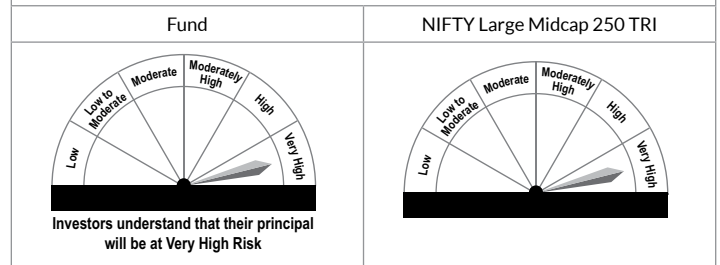 Fund
NIFTY Large Midcap 250 TRI
Low
Low to
Moderate
Moderate
Moderately
High
High
Very High
Low
Low to
Moderate
Moderate
Moderately
High
High
Very High
Investors understand that their principal
will be at Very High Risk